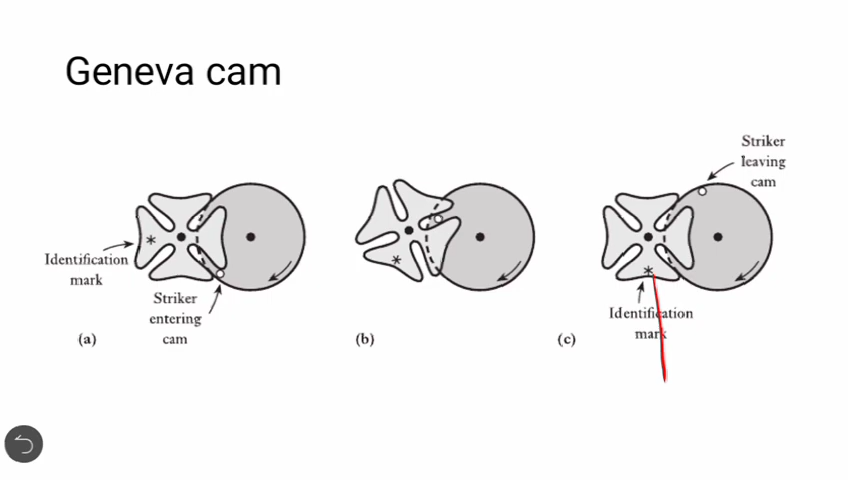 Geneva cam
Striker
leaving
cam
*
*
*
Identification
mark
Striker
entering
cam
Identification
mark
(a)
(b)
(c)